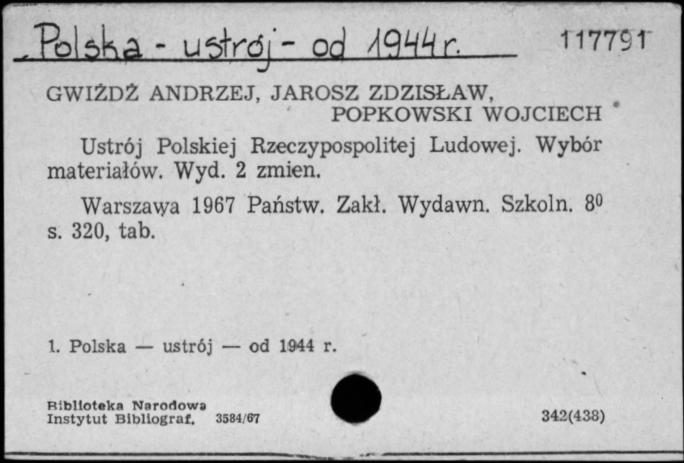 Polska - ustrój - od 1944 r.
117791
GWIŻDŻ ANDRZEJ, JAROSZ ZDZISŁAW,
POPKOWSKI WOJCIECH
Ustrój Polskiej Rzeczypospolitej Ludowej. Wybór
materiałów. Wyd. 2 zmien.
Warszawa 1967 Państw. Zakł. Wydawn. Szkoln. 8⁰
s. 320, tab.
1. Polska — ustrój — od 1944 r.
Biblioteka Narodowa
Instytut Bibliograf. 3584/67
342(438)